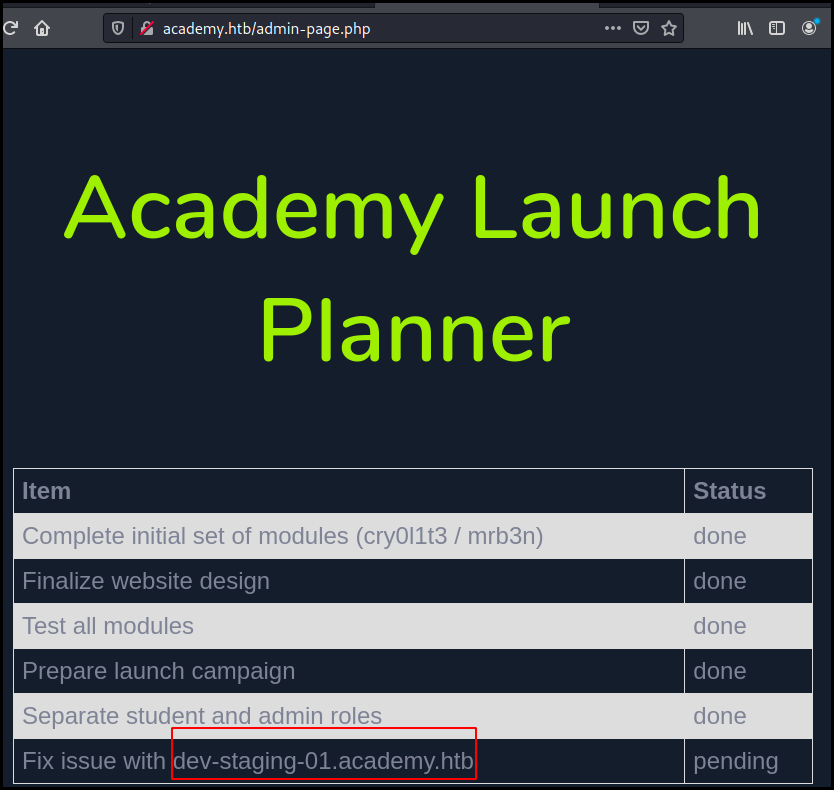 academy.htb/admin-page.php
Academy Launch
Planner
Item Status
Complete initial set of modules (cry0l1t3 / mrb3n) done
Finalize website design done
Test all modules done
Prepare launch campaign done
Separate student and admin roles done
Fix issue with dev-staging-01.academy.htb pending